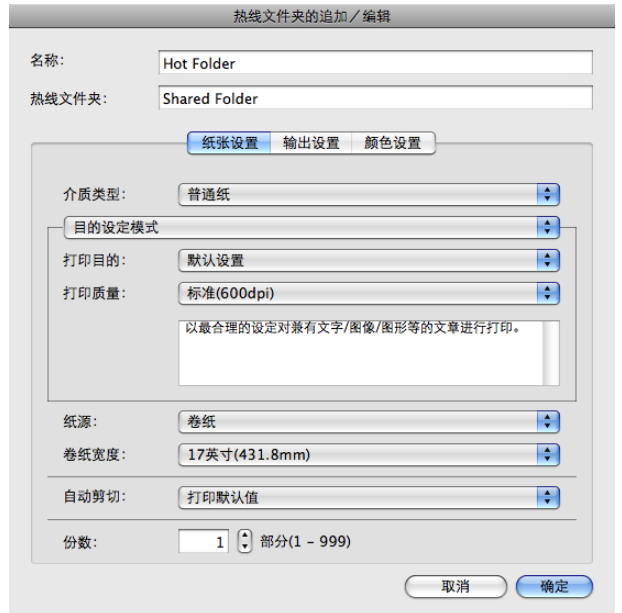 热线文件夹的追加／编辑
名称: Hot Folder
热线文件夹: Shared Folder
纸张设置 输出设置 颜色设置
介质类型: 普通纸
目的设定模式
打印目的: 默认设置
打印质量: 标准(600dpi)
以最合理的设定对兼有文字/图像/图形等的文章进行打印。
纸源: 卷纸
卷纸宽度: 17英寸(431.8mm)
自动剪切: 打印默认值
份数: 1 部分(1 – 999)
取消 确定